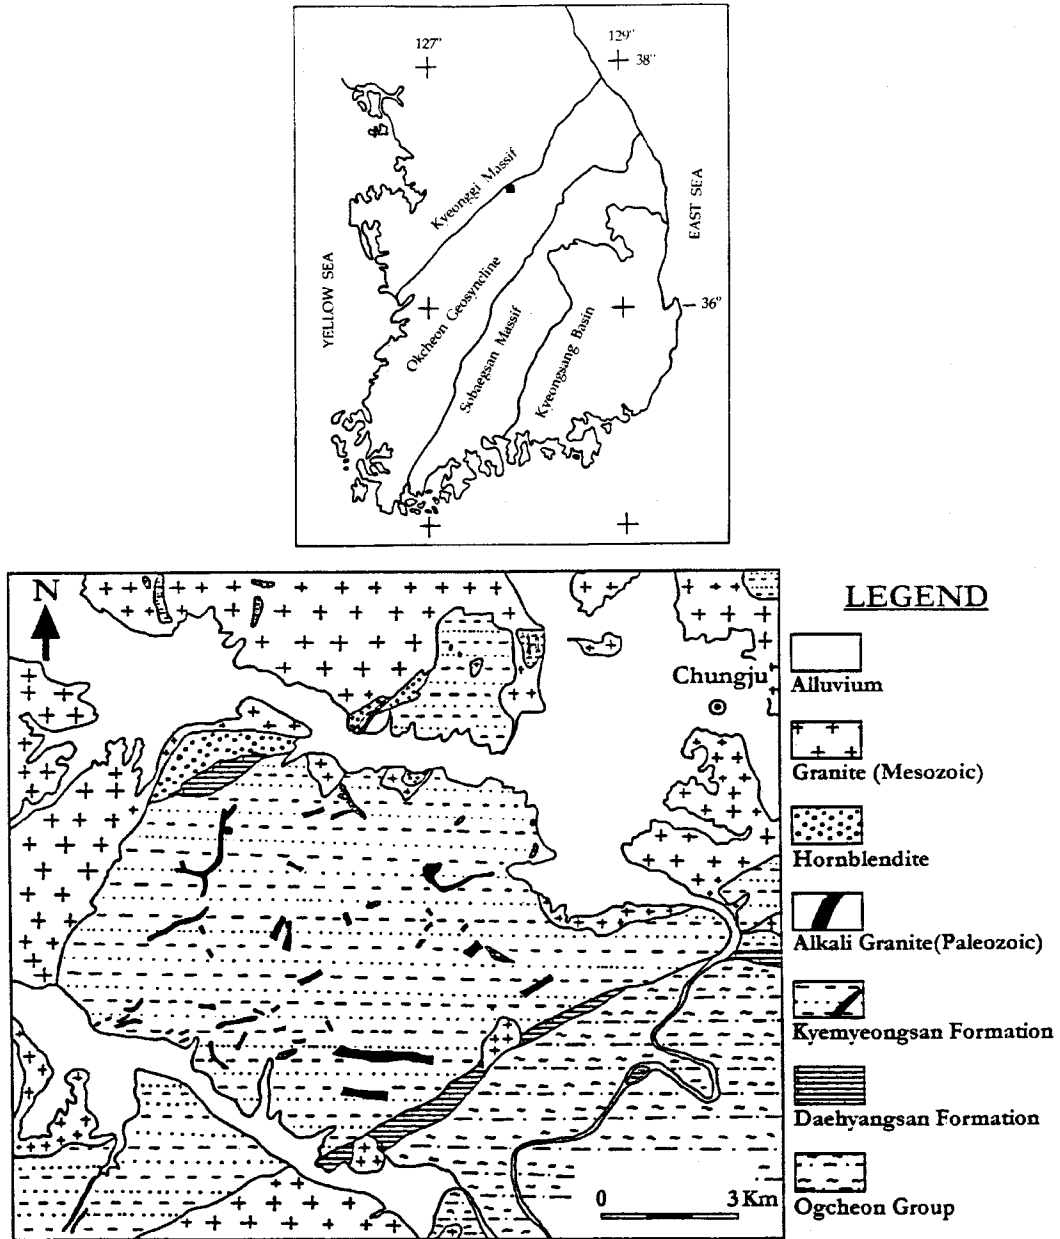 127°
129°
38°
Kyeonggi Massif
EAST SEA
YELLOW SEA
Okcheon Geosyncline
36°
Sobaegsan Massif
Kyeongsang Basin
N
LEGEND
Chungju
Alluvium
Granite (Mesozoic)
Hornblendite
Alkali Granite(Paleozoic)
Kyemyeongsan Formation
Daehyangsan Formation
Ogcheon Group
0 3 Km